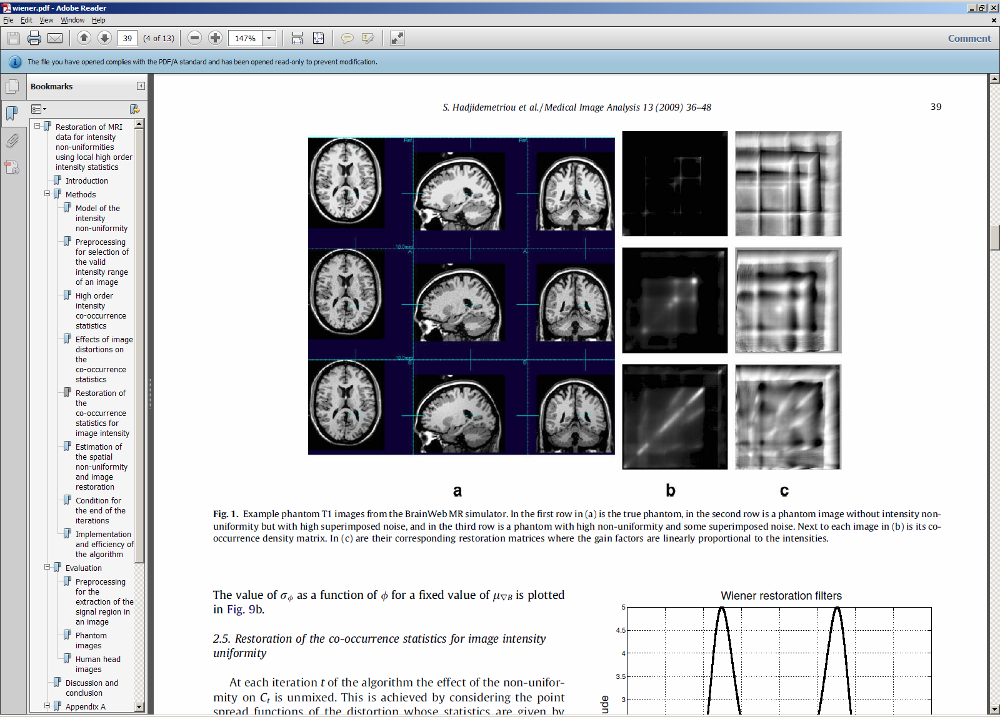 wiener.pdf - Adobe Reader
File Edit View Window Help
39 (4 of 13) 147% Comment
The file you have opened complies with the PDF/A standard and has been opened read-only to prevent modification.
Bookmarks
Restoration of MRI
data for intensity
non-uniformities
using local high order
intensity statistics
Introduction
Methods
Model of the
intensity
non-uniformity
Preprocessing
for selection of
the valid
intensity range
of an image
High order
intensity
co-occurrence
statistics
Effects of image
distortions on
the
co-occurrence
statistics
Restoration of
the
co-occurrence
statistics for
image intensity
Estimation of
the spatial
non-uniformity
and image
restoration
Condition for
the end of the
iterations
Implementation
and efficiency of
the algorithm
Evaluation
Preprocessing
for the
extraction of the
signal region in
an image
Phantom
images
Human head
images
Discussion and
conclusion
Appendix A
S. Hadjidemetriou et al. / Medical Image Analysis 13 (2009) 36–48 39
Ref. Ref.
10.0mm A A
10.0mm B B
a b c
Fig. 1. Example phantom T1 images from the BrainWeb MR simulator. In the first row in (a) is the true phantom, in the second row is a phantom image without intensity non-
uniformity but with high superimposed noise, and in the third row is a phantom with high non-uniformity and some superimposed noise. Next to each image in (b) is its co-
occurrence density matrix. In (c) are their corresponding restoration matrices where the gain factors are linearly proportional to the intensities.
The value of σϕ as a function of ϕ for a fixed value of μ∇B is plotted
in Fig. 9b.
2.5. Restoration of the co-occurrence statistics for image intensity
uniformity
At each iteration t of the algorithm the effect of the non-unifor-
mity on Ct is unmixed. This is achieved by considering the point
spread functions of the distortion whose statistics are given by
Wiener restoration filters
5
4.5
4
3.5
3
ude